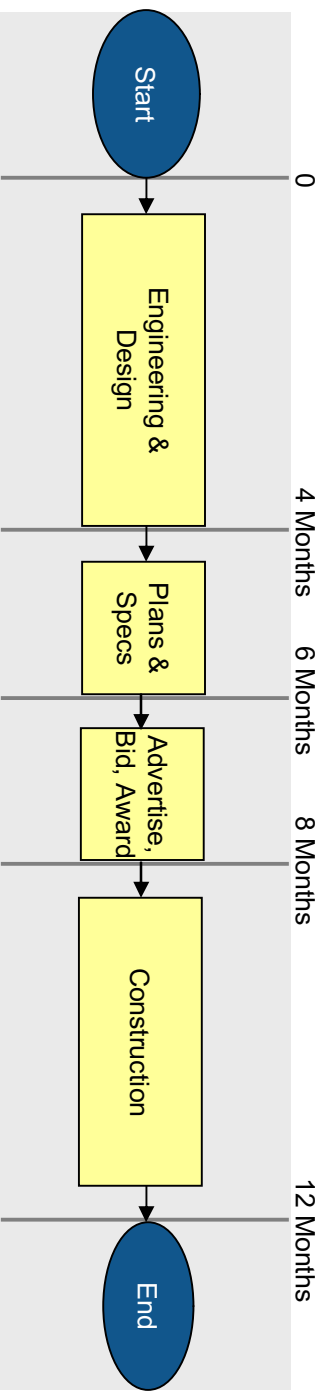 0
4 Months
6 Months
8 Months
12 Months
Start
Engineering &
Design
Plans &
Specs
Advertise,
Bid, Award
Construction
End